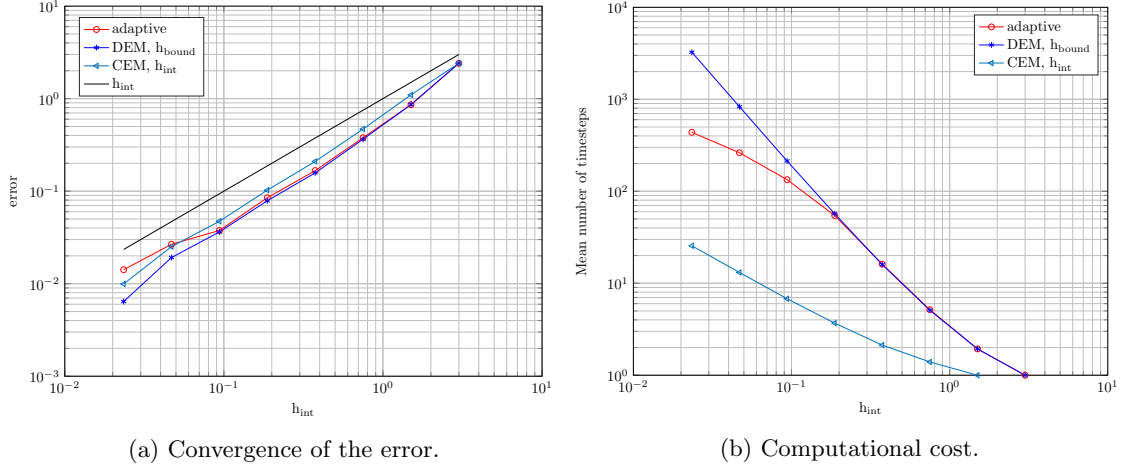 10^1
10^0
10^-1
10^-2
10^-3
error
adaptive
DEM, h_bound
CEM, h_int
h_int
10^-2
10^-1
10^0
10^1
h_int
(a) Convergence of the error.
10^4
10^3
10^2
10^1
10^0
Mean number of timesteps
adaptive
DEM, h_bound
CEM, h_int
10^-2
10^-1
10^0
10^1
h_int
(b) Computational cost.